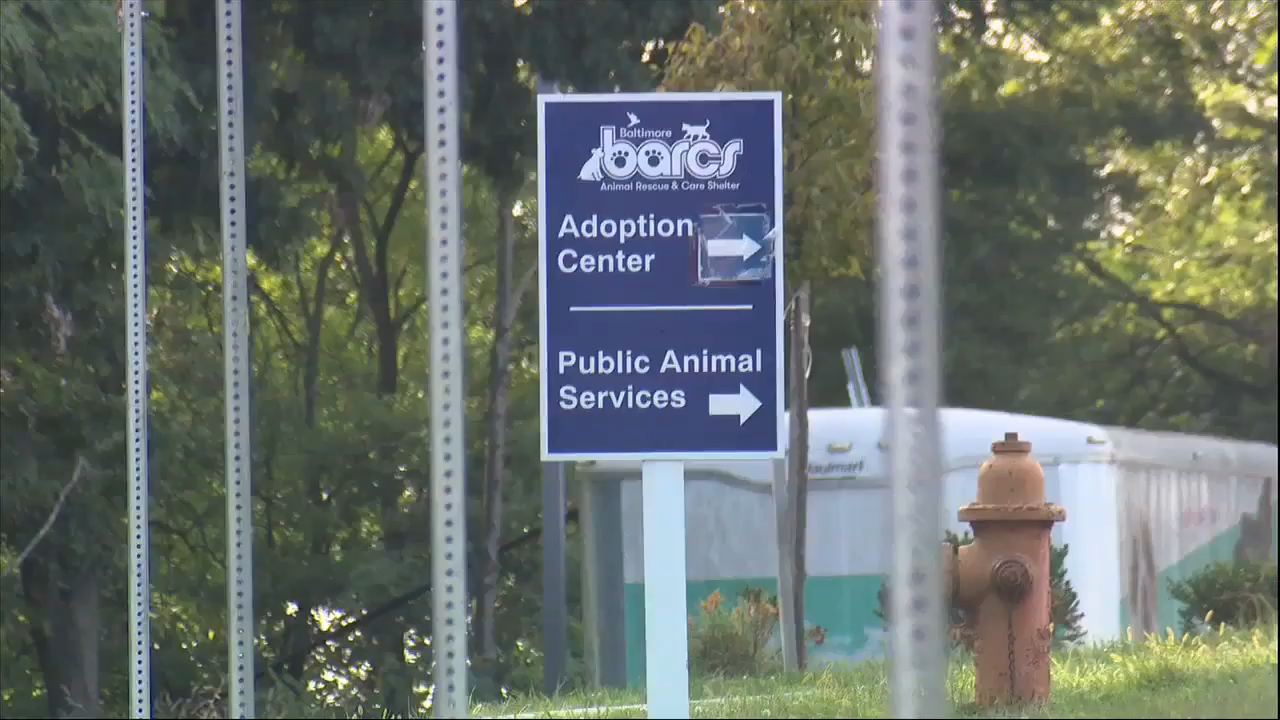 Baltimore
barcs
Animal Rescue & Care Shelter
Adoption
Center
Public Animal
Services